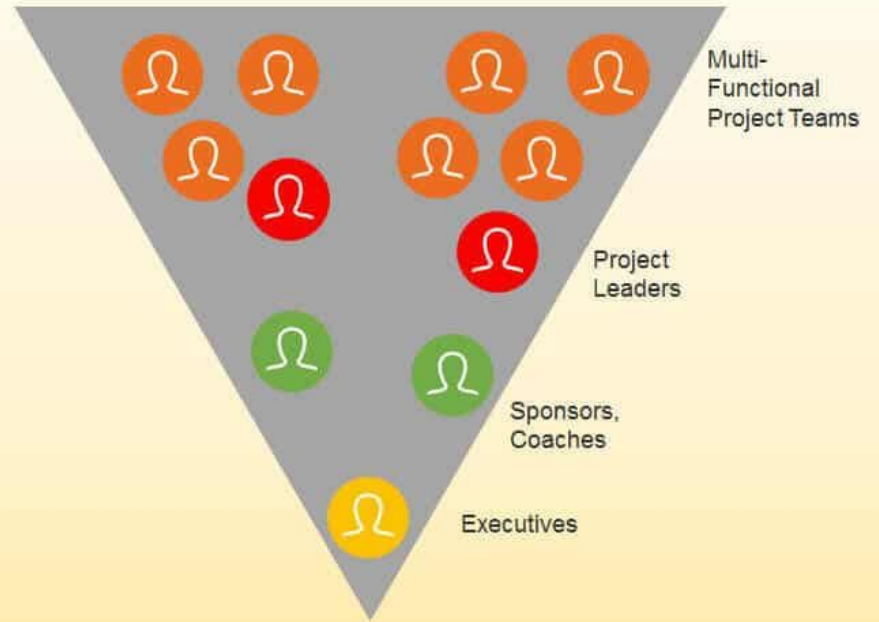 Multi-
Functional
Project Teams
Project
Leaders
Sponsors,
Coaches
Executives